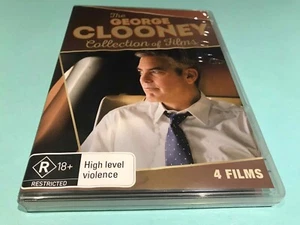 The
GEORGE
CLOONEY
Collection of Films
R 18+
RESTRICTED
High level
violence
4 FILMS